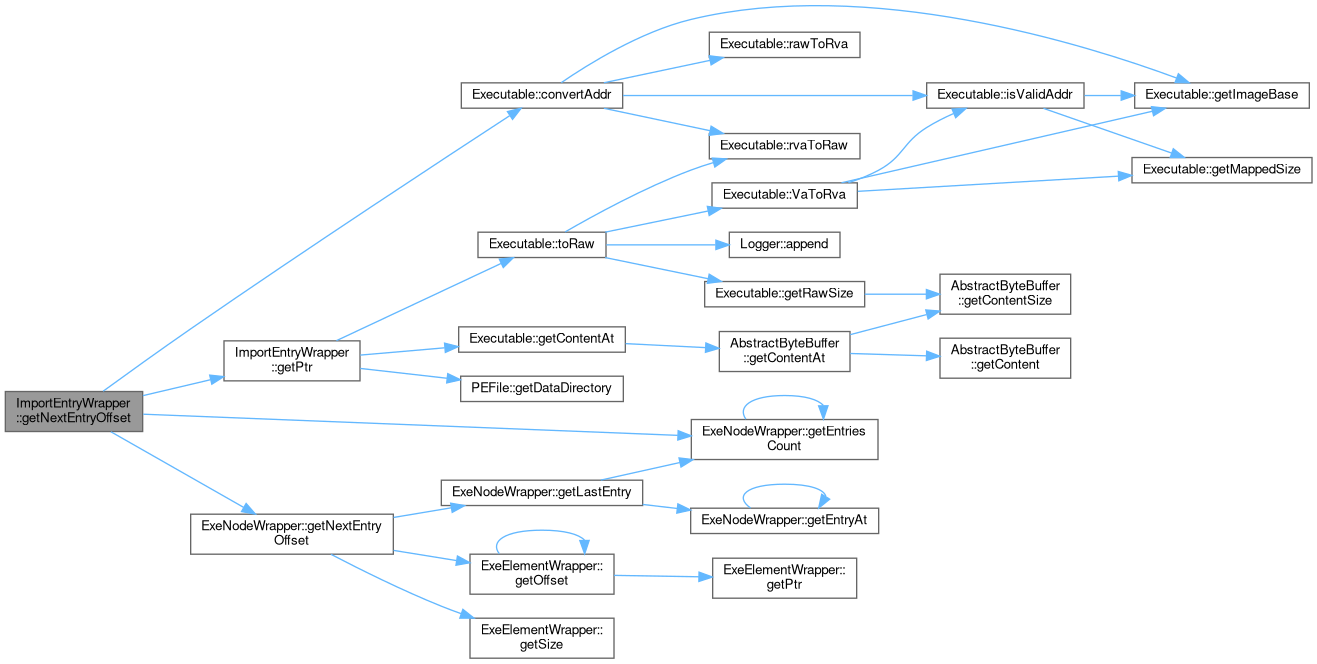 ImportEntryWrapper
::getNextEntryOffset
Executable::convertAddr
ImportEntryWrapper
::getPtr
ExeNodeWrapper::getNextEntry
Offset
Executable::toRaw
Executable::getContentAt
PEFile::getDataDirectory
ExeNodeWrapper::getLastEntry
ExeElementWrapper::
getOffset
ExeElementWrapper::
getSize
Executable::rawToRva
Executable::rvaToRaw
Executable::VaToRva
Logger::append
Executable::getRawSize
AbstractByteBuffer
::getContentAt
ExeNodeWrapper::getEntries
Count
ExeNodeWrapper::getEntryAt
ExeElementWrapper::
getPtr
Executable::isValidAddr
AbstractByteBuffer
::getContentSize
AbstractByteBuffer
::getContent
Executable::getImageBase
Executable::getMappedSize